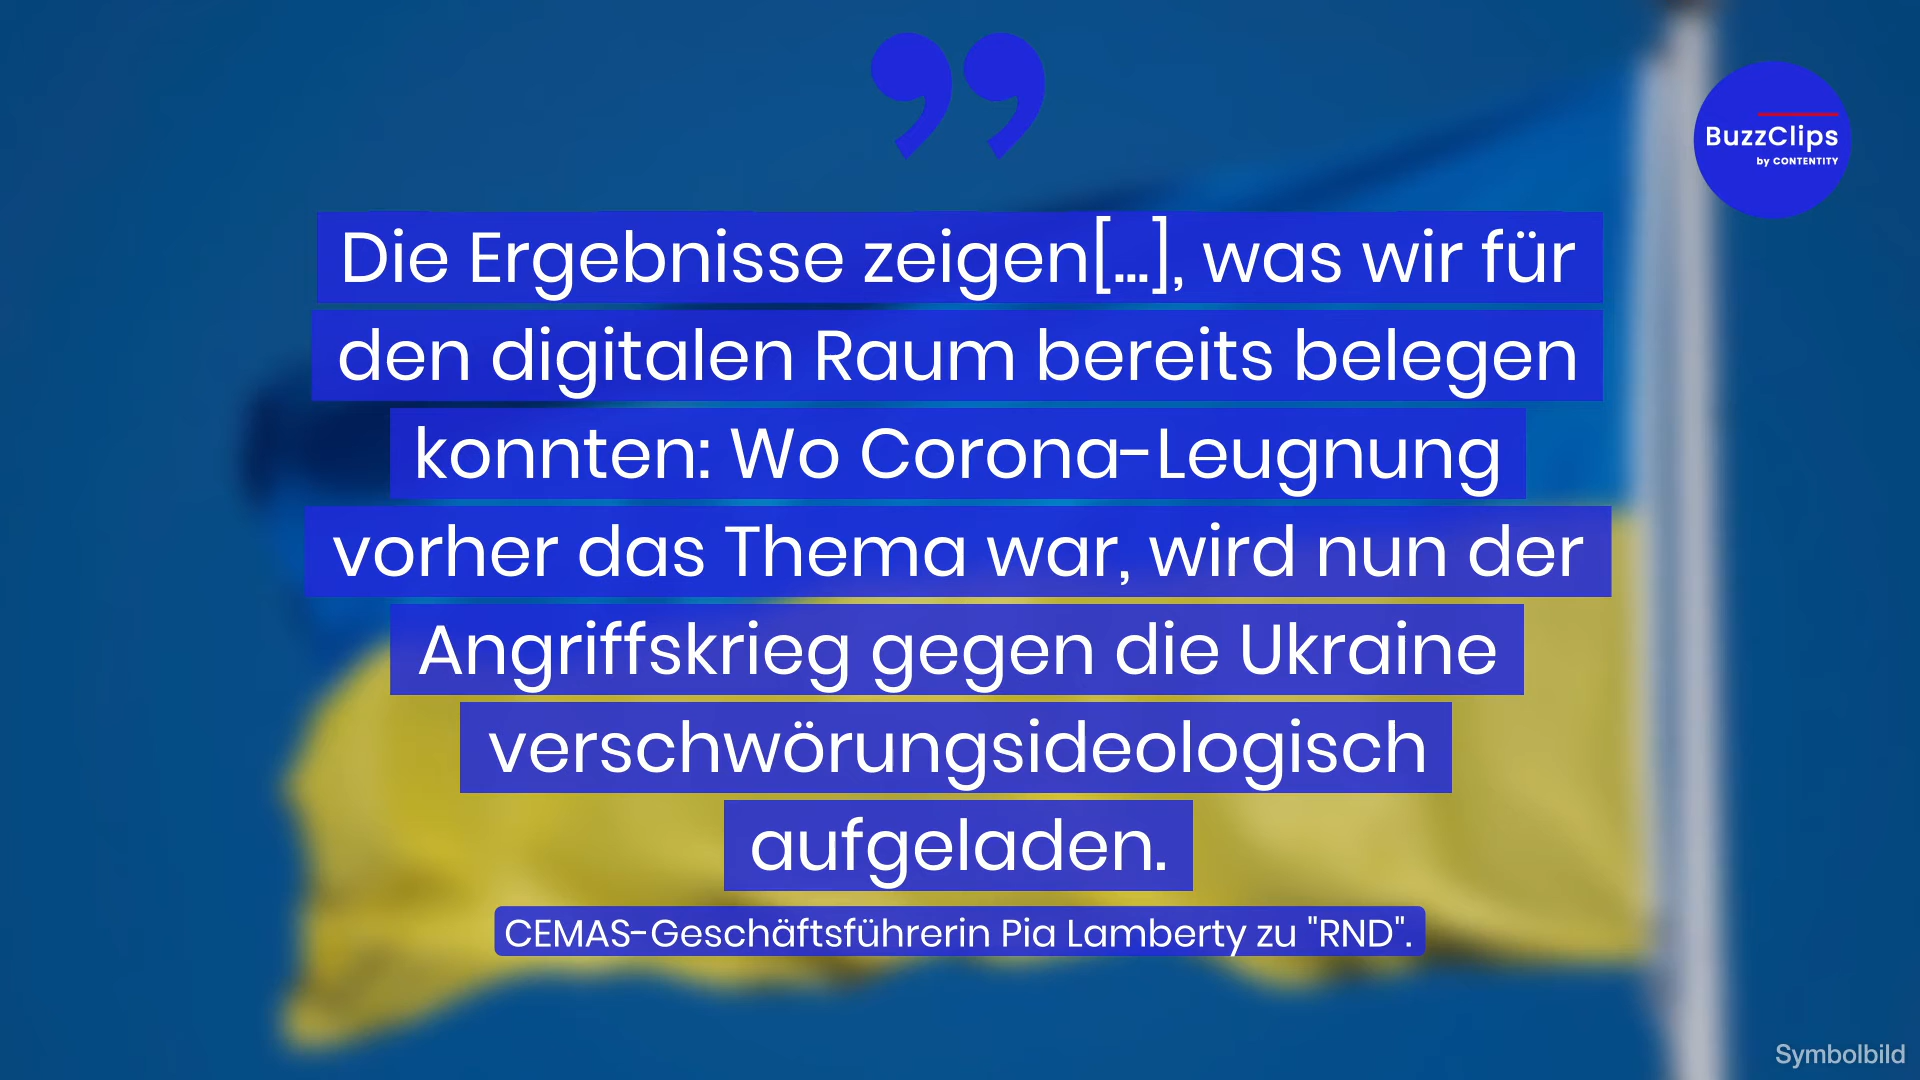 ”
BuzzClips
by CONTENTITY
Die Ergebnisse zeigen[...], was wir für
den digitalen Raum bereits belegen
konnten: Wo Corona-Leugnung
vorher das Thema war, wird nun der
Angriffskrieg gegen die Ukraine
verschwörungsideologisch
aufgeladen.
CEMAS-Geschäftsführerin Pia Lamberty zu "RND".
Symbolbild